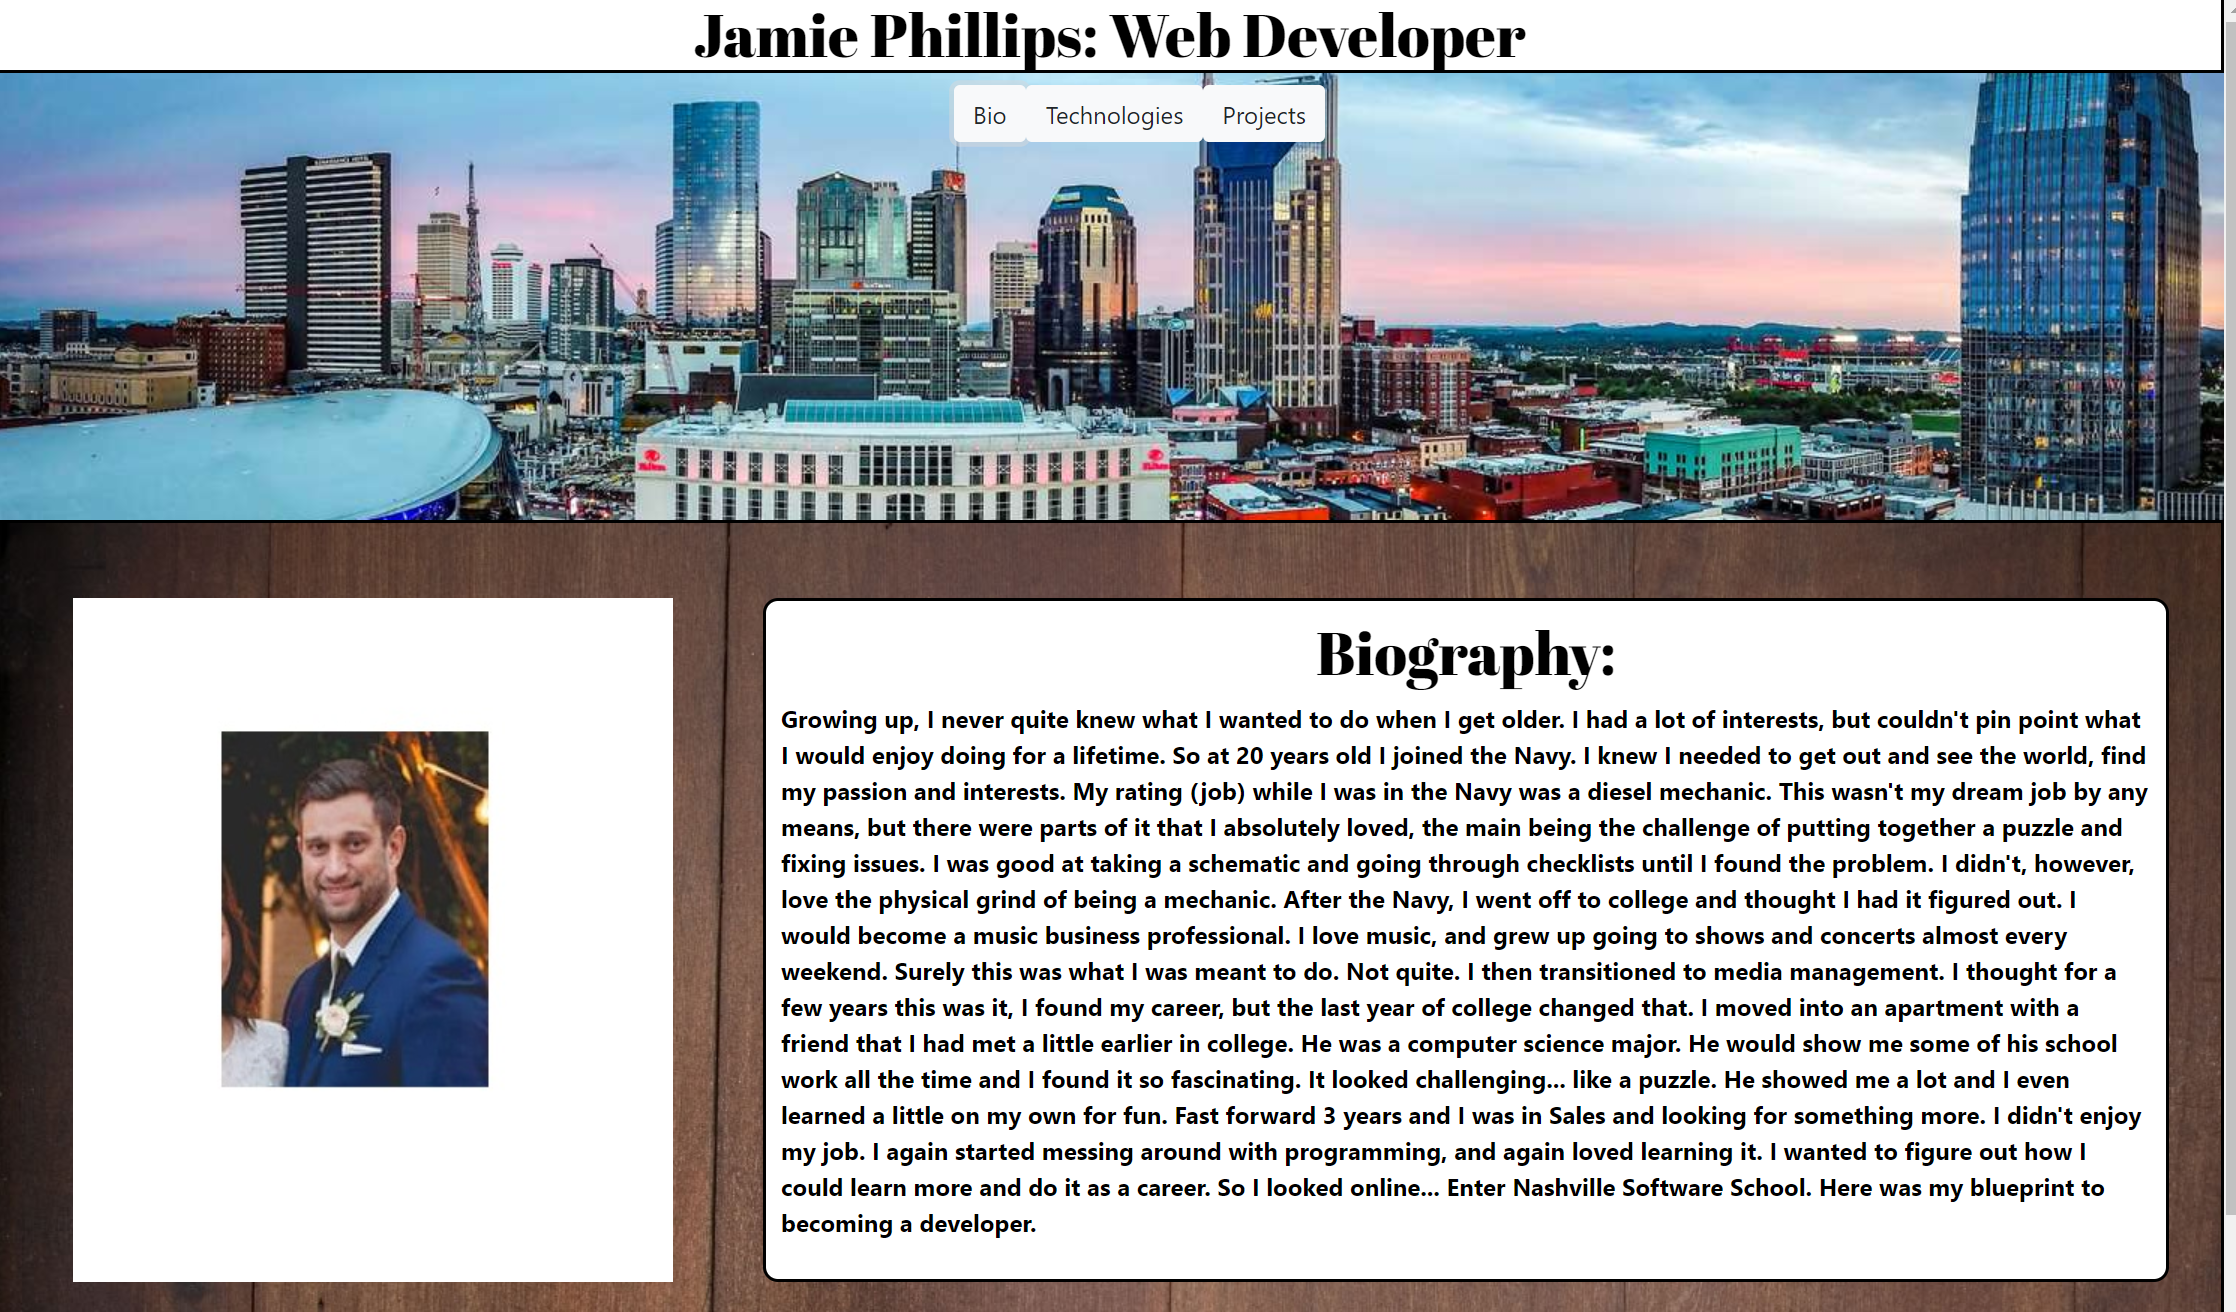 Jamie Phillips: Web Developer
Bio
Technologies
Projects
Biography:
Growing up, I never quite knew what I wanted to do when I get older. I had a lot of interests, but couldn't pin point what
I would enjoy doing for a lifetime. So at 20 years old I joined the Navy. I knew I needed to get out and see the world, find
my passion and interests. My rating (job) while I was in the Navy was a diesel mechanic. This wasn't my dream job by any
means, but there were parts of it that I absolutely loved, the main being the challenge of putting together a puzzle and
fixing issues. I was good at taking a schematic and going through checklists until I found the problem. I didn't, however,
love the physical grind of being a mechanic. After the Navy, I went off to college and thought I had it figured out. I
would become a music business professional. I love music, and grew up going to shows and concerts almost every
weekend. Surely this was what I was meant to do. Not quite. I then transitioned to media management. I thought for a
few years this was it, I found my career, but the last year of college changed that. I moved into an apartment with a
friend that I had met a little earlier in college. He was a computer science major. He would show me some of his school
work all the time and I found it so fascinating. It looked challenging... like a puzzle. He showed me a lot and I even
learned a little on my own for fun. Fast forward 3 years and I was in Sales and looking for something more. I didn't enjoy
my job. I again started messing around with programming, and again loved learning it. I wanted to figure out how I
could learn more and do it as a career. So I looked online... Enter Nashville Software School. Here was my blueprint to
becoming a developer.